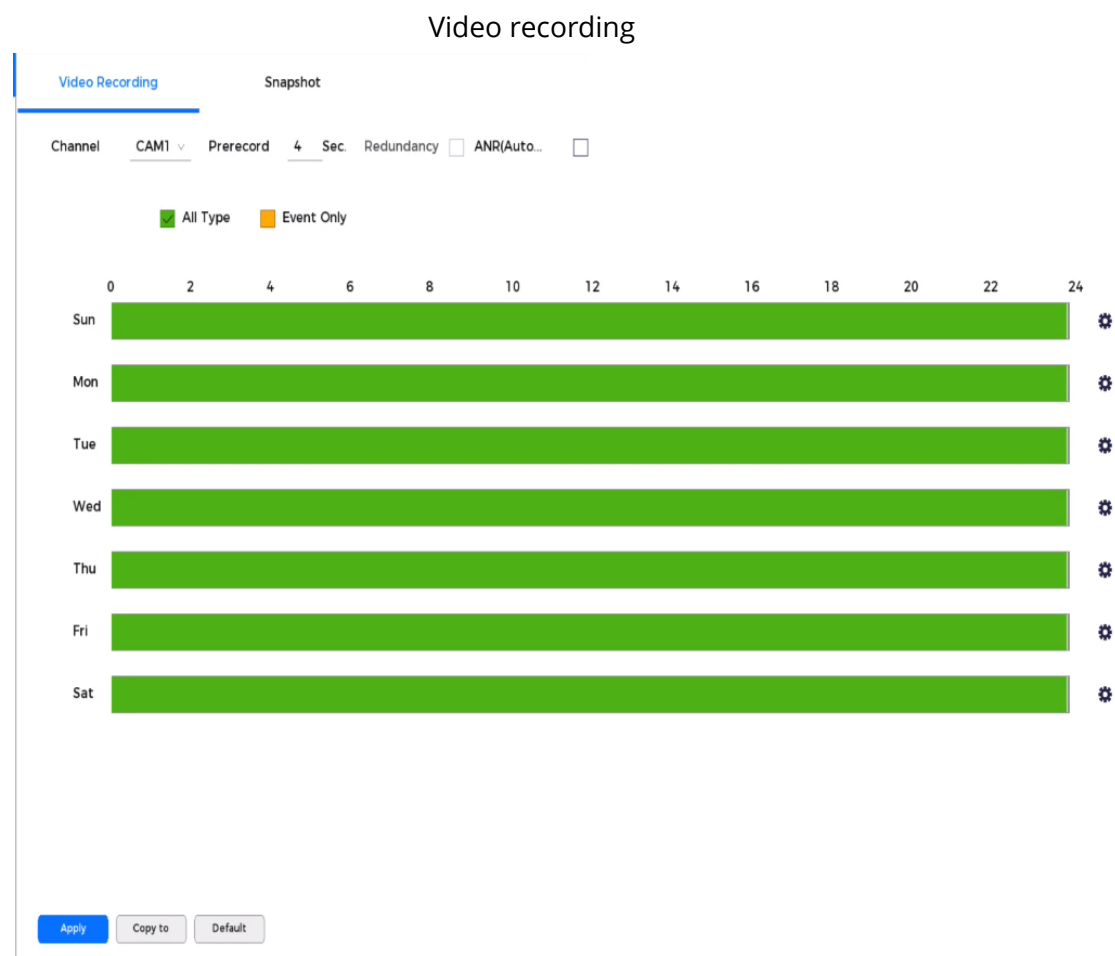 Video recording
Video Recording Snapshot
Channel CAM1 Prerecord 4 Sec. Redundancy ANR(Auto...
All Type Event Only
0 2 4 6 8 10 12 14 16 18 20 22 24
Sun
Mon
Tue
Wed
Thu
Fri
Sat
Apply Copy to Default